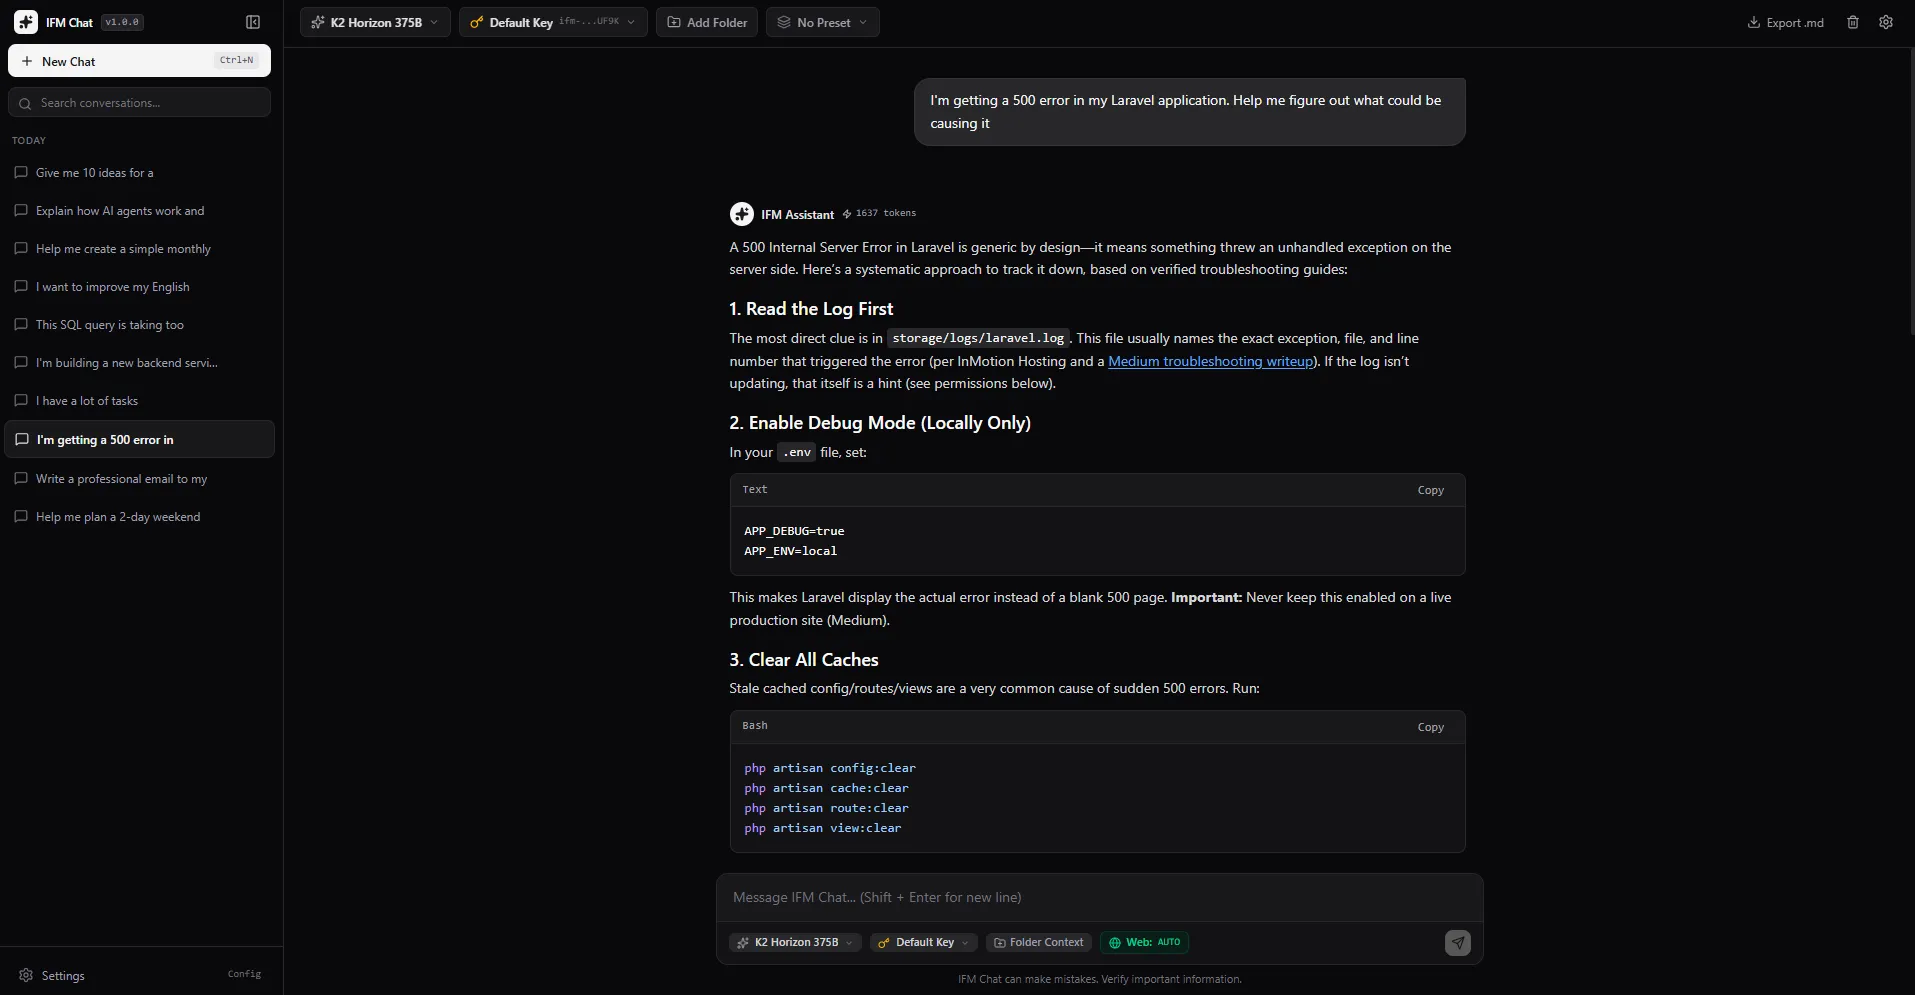 IFM Chat v1.0.0
New Chat Ctrl+N
Search conversations...
TODAY
Give me 10 ideas for a
Explain how AI agents work and
Help me create a simple monthly
I want to improve my English
This SQL query is taking too
I'm building a new backend servi...
I have a lot of tasks
I'm getting a 500 error in
Write a professional email to my
Help me plan a 2-day weekend
Settings Config
K2 Horizon 375B Default Key ifm-...UF9K Add Folder No Preset Export .md
I'm getting a 500 error in my Laravel application. Help me figure out what could be
causing it
IFM Assistant 1637 tokens
A 500 Internal Server Error in Laravel is generic by design—it means something threw an unhandled exception on the
server side. Here’s a systematic approach to track it down, based on verified troubleshooting guides:
1. Read the Log First
The most direct clue is in storage/logs/laravel.log. This file usually names the exact exception, file, and line
number that triggered the error (per InMotion Hosting and a Medium troubleshooting writeup). If the log isn’t
updating, that itself is a hint (see permissions below).
2. Enable Debug Mode (Locally Only)
In your .env file, set:
Text Copy
APP_DEBUG=true
APP_ENV=local
This makes Laravel display the actual error instead of a blank 500 page. Important: Never keep this enabled on a live
production site (Medium).
3. Clear All Caches
Stale cached config/routes/views are a very common cause of sudden 500 errors. Run:
Bash Copy
php artisan config:clear
php artisan cache:clear
php artisan route:clear
php artisan view:clear
Message IFM Chat... (Shift + Enter for new line)
K2 Horizon 375B Default Key Folder Context Web: AUTO
IFM Chat can make mistakes. Verify important information.